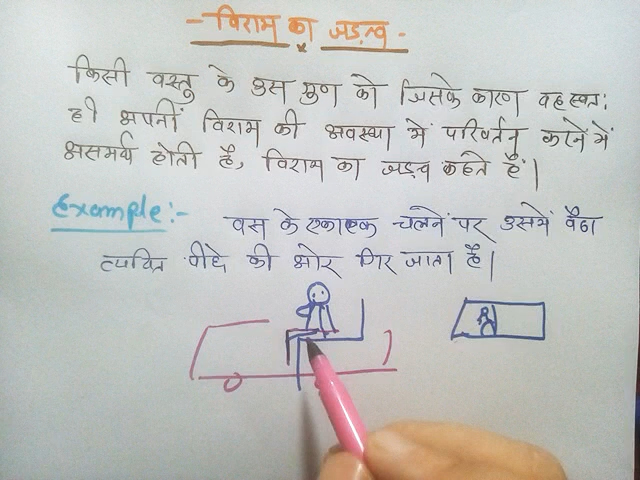 - विराम का जड़त्व -
किसी वस्तु के उस गुण को जिसके कारण वह स्वतः
ही अपनीं विराम की अवस्था में परिवर्तन करने में
असमर्थ होती है, विराम का जड़त्व कहते हैं।
Example:- बस के एकाएक चलनें पर उसमें बैठा
व्यक्ति पीछे की ओर गिर जाता है।